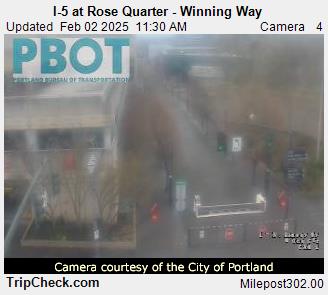 I-5 at Rose Quarter - Winning Way
Updated Feb 02 2025 11:30 AM Camera 4
PBOT
PORTLAND BUREAU OF TRANSPORTATION
Camera courtesy of the City of Portland
TripCheck.com Milepost302.00